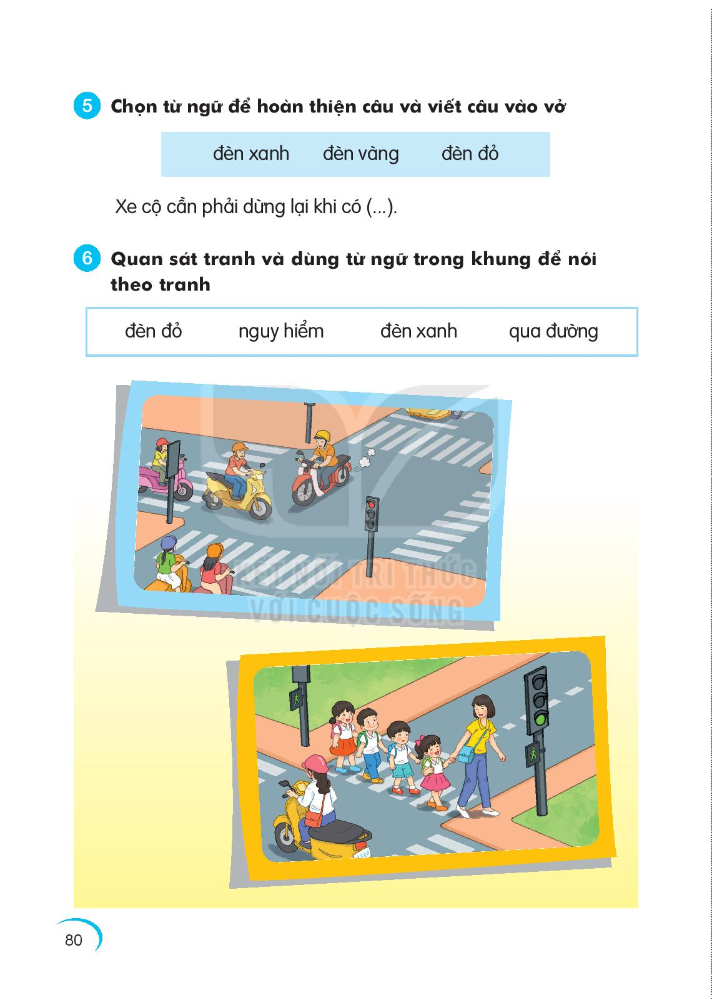 5 Chọn từ ngữ để hoàn thiện câu và viết câu vào vở
đèn xanh đèn vàng đèn đỏ
Xe cộ cần phải dừng lại khi có (...).
6 Quan sát tranh và dùng từ ngữ trong khung để nói
theo tranh
đèn đỏ nguy hiểm đèn xanh qua đường
KẾT NỐI TRI THỨC
VỚI CUỘC SỐNG
80